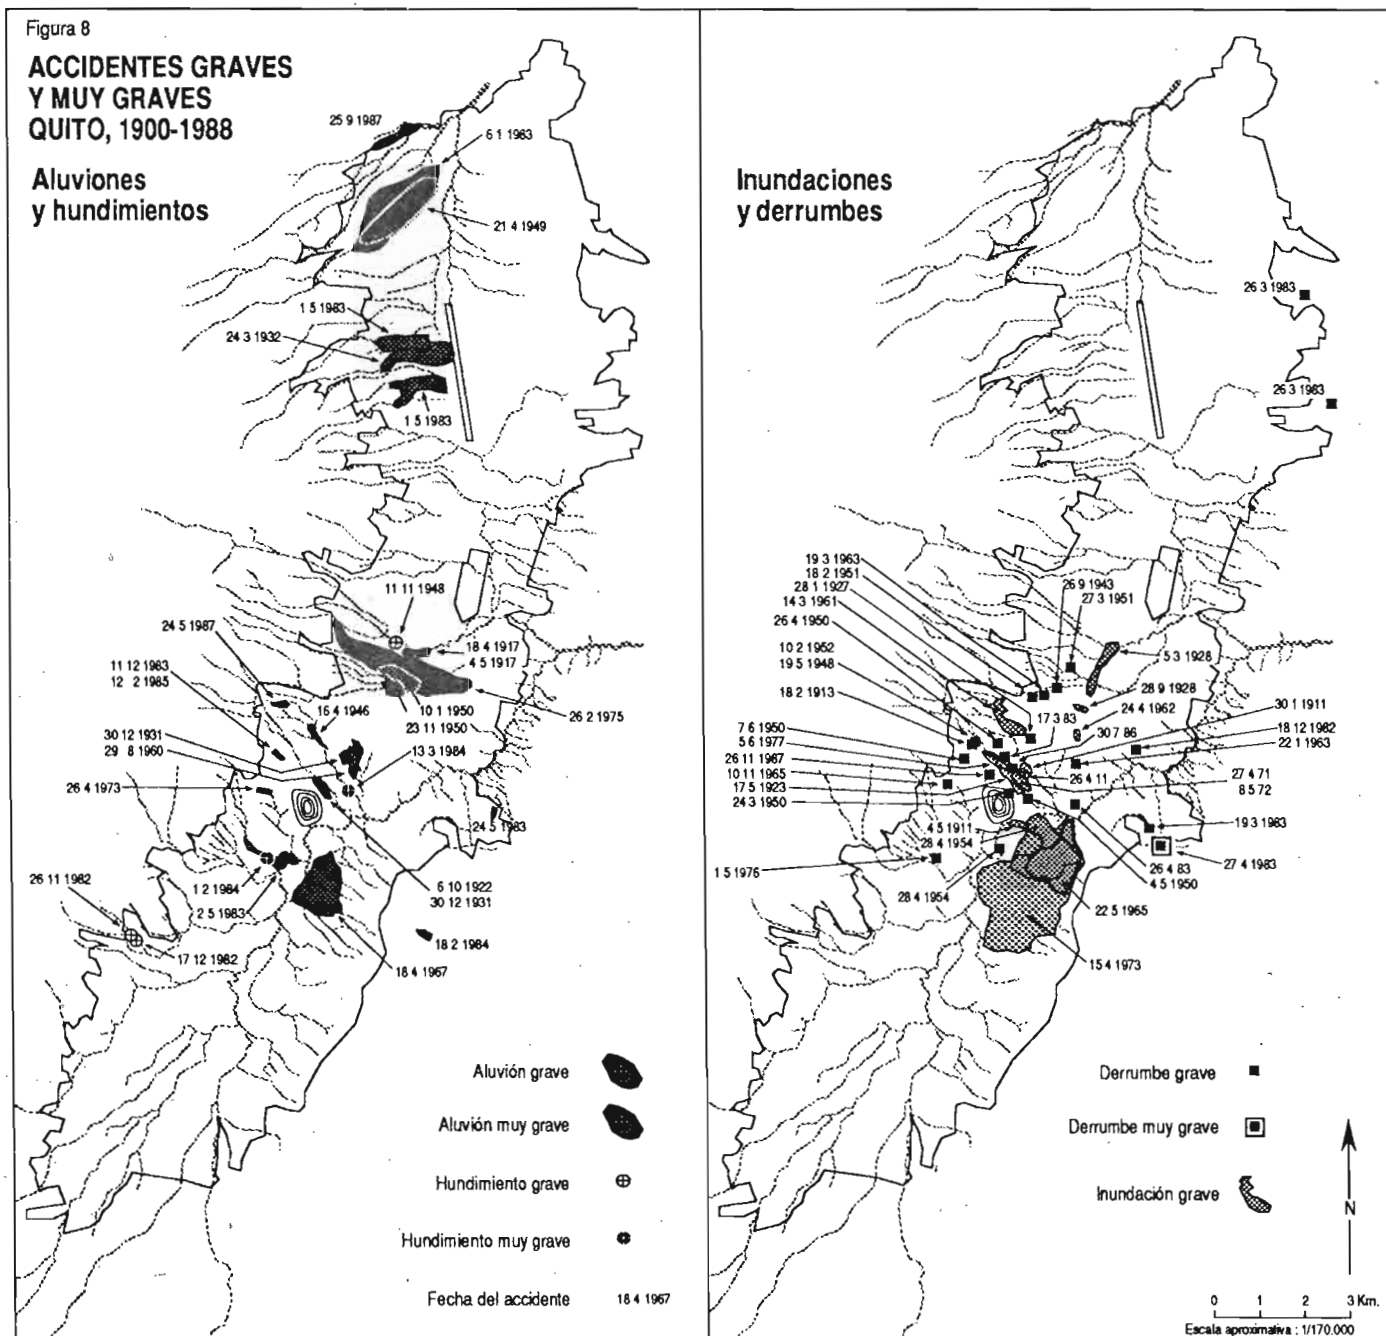 Figura 8
ACCIDENTES GRAVES
Y MUY GRAVES
QUITO, 1900-1988
Aluviones
y hundimientos
25 9 1987
6 1 1983
21 4 1949
1 5 1983
24 3 1932
1 5 1983
11 11 1948
24 5 1987
18 4 1917
4 5 1917
11 12 1983
12 2 1985
16 4 1946
10 1 1950
23 11 1950
26 2 1975
30 12 1931
29 8 1960
13 3 1984
26 4 1973
24 5 1983
26 11 1982
1 2 1984
2 5 1983
6 10 1922
30 12 1931
18 2 1984
17 12 1982
18 4 1967
Aluvión grave
Aluvión muy grave
Hundimiento grave
Hundimiento muy grave
Fecha del accidente 18 4 1967
Inundaciones
y derrumbes
26 3 1983
26 3 1983
19 3 1963
18 2 1951
28 1 1927
14 3 1961
26 4 1950
26 9 1943
27 3 1951
10 2 1952
19 5 1948
18 2 1913
5 3 1928
28 9 1928
24 4 1962
30 1 1911
17 3 83
30 7 86
18 12 1982
22 1 1963
7 6 1950
5 6 1977
26 11 1967
10 11 1965
17 5 1923
24 3 1950
26 4 11
27 4 71
8 5 72
4 5 1911
28 4 1954
19 3 1983
1 5 1976
28 4 1954
26 4 83
4 5 1950
27 4 1983
22 5 1965
15 4 1973
Derrumbe grave
Derrumbe muy grave
Inundación grave
N
0 1 2 3 Km.
Escala aproximativa : 1/170.000